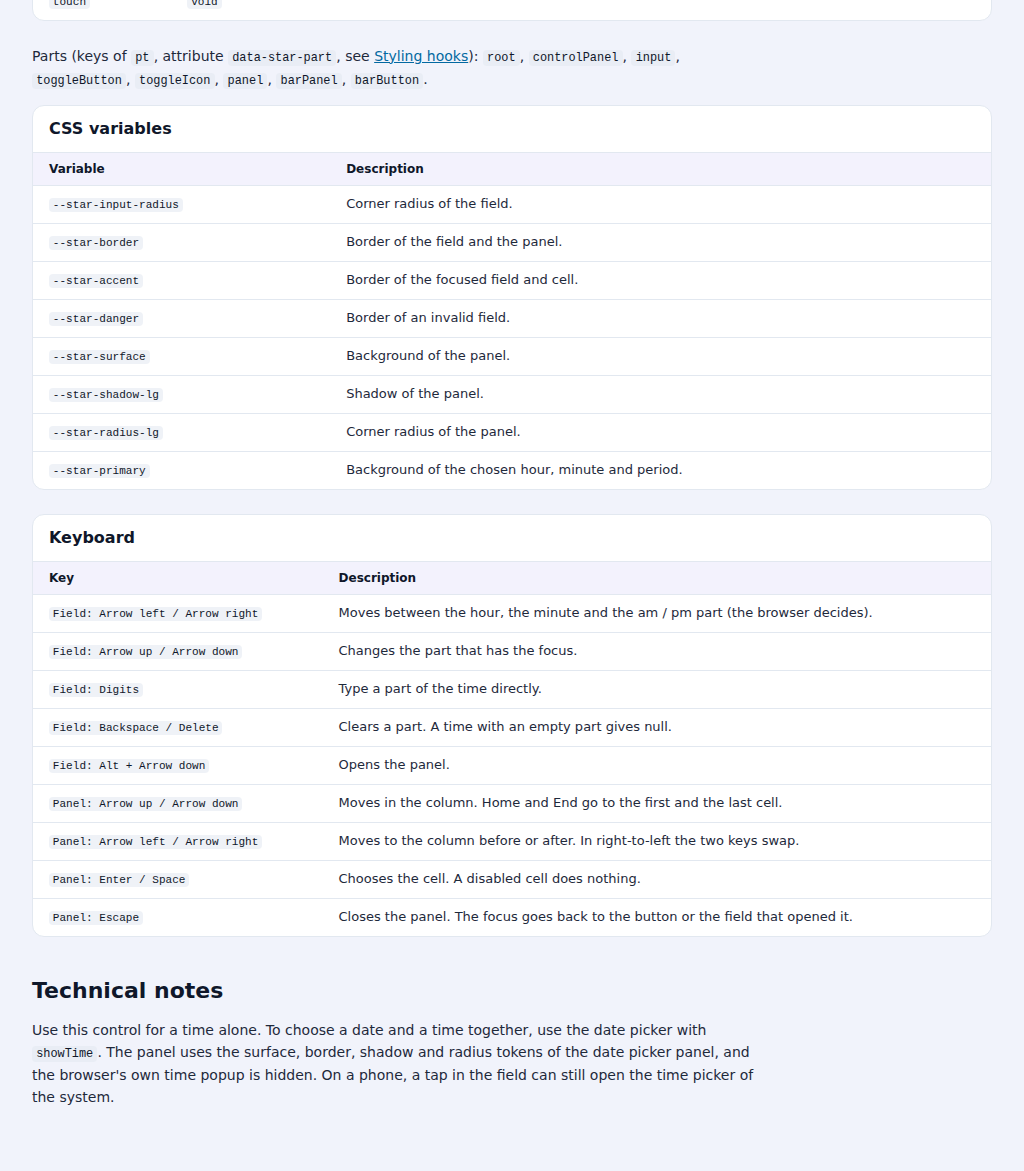 touch void
Parts (keys of pt, attribute data-star-part, see Styling hooks): root, controlPanel, input,
toggleButton, toggleIcon, panel, barPanel, barButton.
CSS variables
Variable Description
--star-input-radius Corner radius of the field.
--star-border Border of the field and the panel.
--star-accent Border of the focused field and cell.
--star-danger Border of an invalid field.
--star-surface Background of the panel.
--star-shadow-lg Shadow of the panel.
--star-radius-lg Corner radius of the panel.
--star-primary Background of the chosen hour, minute and period.
Keyboard
Key Description
Field: Arrow left / Arrow right Moves between the hour, the minute and the am / pm part (the browser decides).
Field: Arrow up / Arrow down Changes the part that has the focus.
Field: Digits Type a part of the time directly.
Field: Backspace / Delete Clears a part. A time with an empty part gives null.
Field: Alt + Arrow down Opens the panel.
Panel: Arrow up / Arrow down Moves in the column. Home and End go to the first and the last cell.
Panel: Arrow left / Arrow right Moves to the column before or after. In right-to-left the two keys swap.
Panel: Enter / Space Chooses the cell. A disabled cell does nothing.
Panel: Escape Closes the panel. The focus goes back to the button or the field that opened it.
Technical notes
Use this control for a time alone. To choose a date and a time together, use the date picker with
showTime. The panel uses the surface, border, shadow and radius tokens of the date picker panel, and
the browser's own time popup is hidden. On a phone, a tap in the field can still open the time picker of
the system.